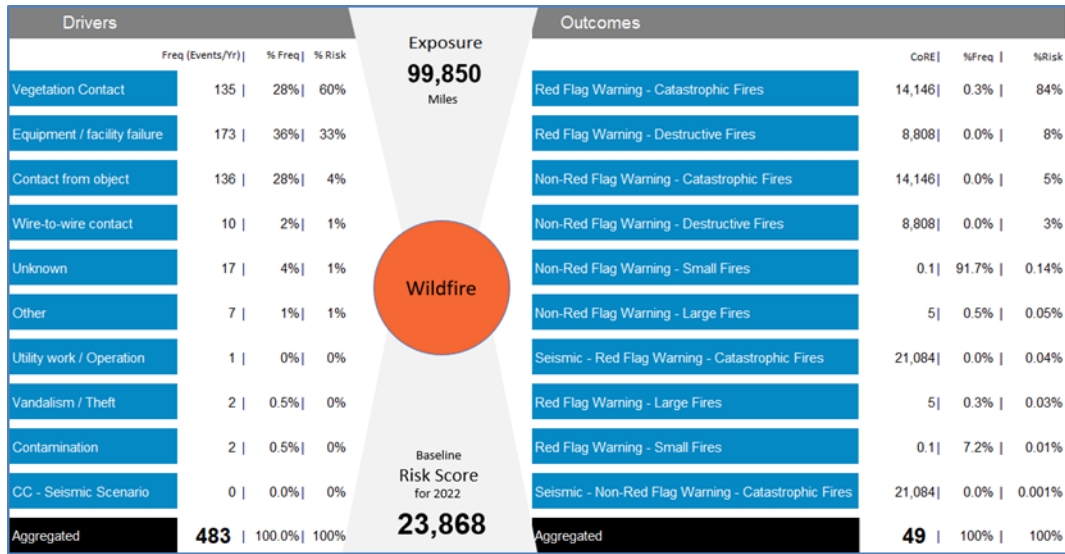 Drivers
Freq (Events/Yr)| % Freq| % Risk
Vegetation Contact 135 | 28%| 60%
Equipment / facility failure 173 | 36%| 33%
Contact from object 136 | 28%| 4%
Wire-to-wire contact 10 | 2%| 1%
Unknown 17 | 4%| 1%
Other 7 | 1%| 1%
Utility work / Operation 1 | 0%| 0%
Vandalism / Theft 2 | 0.5%| 0%
Contamination 2 | 0.5%| 0%
CC - Seismic Scenario 0 | 0.0%| 0%
Aggregated 483 | 100.0%| 100%
Exposure
99,850
Miles
Wildfire
Baseline
Risk Score
for 2022
23,868
Outcomes
CoRE| %Freq | %Risk
Red Flag Warning - Catastrophic Fires 14,146| 0.3% | 84%
Red Flag Warning - Destructive Fires 8,808| 0.0% | 8%
Non-Red Flag Warning - Catastrophic Fires 14,146| 0.0% | 5%
Non-Red Flag Warning - Destructive Fires 8,808| 0.0% | 3%
Non-Red Flag Warning - Small Fires 0.1| 91.7% | 0.14%
Non-Red Flag Warning - Large Fires 5| 0.5% | 0.05%
Seismic - Red Flag Warning - Catastrophic Fires 21,084| 0.0% | 0.04%
Red Flag Warning - Large Fires 5| 0.3% | 0.03%
Red Flag Warning - Small Fires 0.1| 7.2% | 0.01%
Seismic - Non-Red Flag Warning - Catastrophic Fires 21,084| 0.0% | 0.001%
Aggregated 49 | 100% | 100%